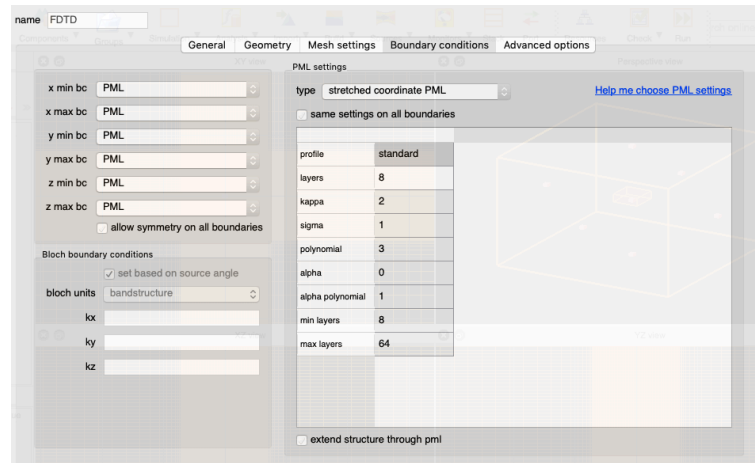 name FDTD
General Geometry Mesh settings Boundary conditions Advanced options
x min bc PML
x max bc PML
y min bc PML
y max bc PML
z min bc PML
z max bc PML
allow symmetry on all boundaries
Bloch boundary conditions
set based on source angle
bloch units bandstructure
kx
ky
kz
PML settings
type stretched coordinate PML Help me choose PML settings
same settings on all boundaries
profile standard
layers 8
kappa 2
sigma 1
polynomial 3
alpha 0
alpha polynomial 1
min layers 8
max layers 64
extend structure through pml